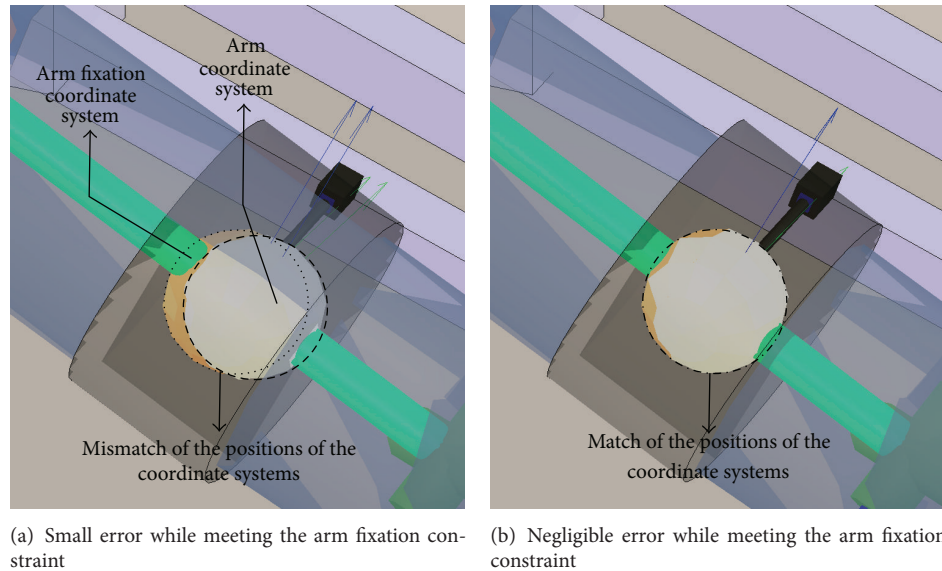 Arm fixation
coordinate
system
Arm
coordinate
system
Mismatch of the positions of the
coordinate systems
Match of the positions of the
coordinate systems
(a) Small error while meeting the arm fixation con-
straint
(b) Negligible error while meeting the arm fixation
constraint